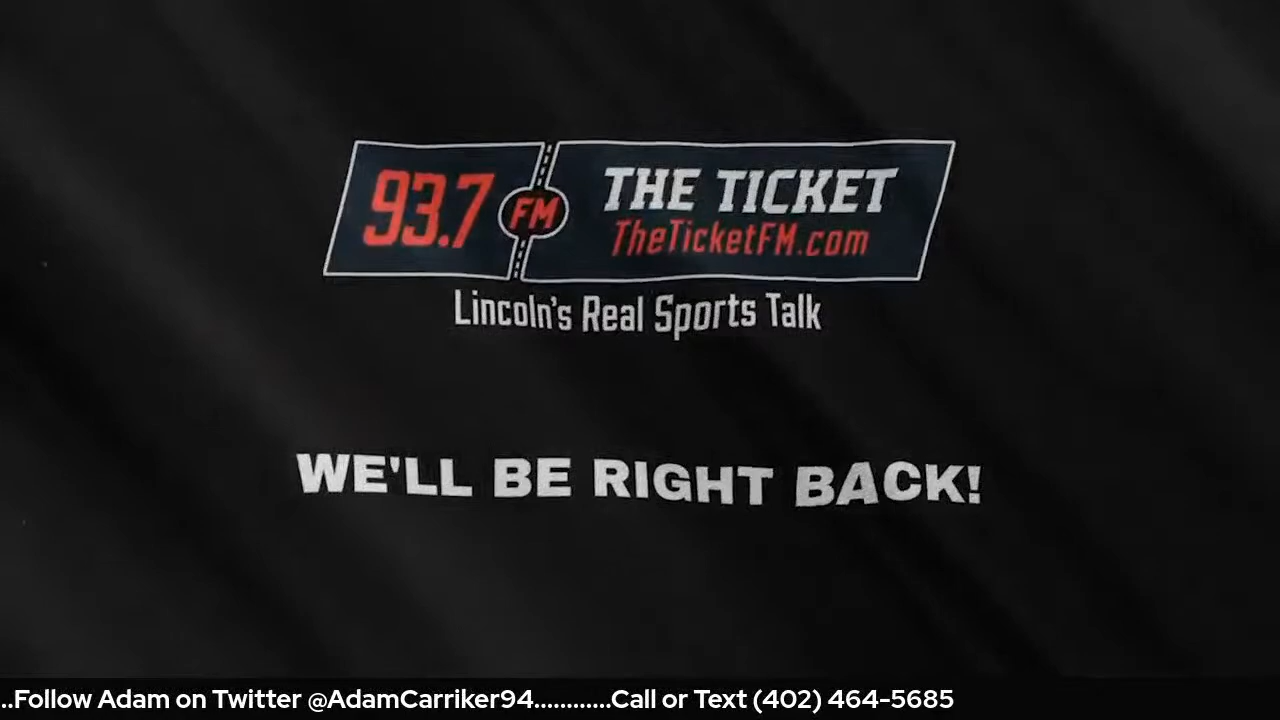 93.7 FM THE TICKET
TheTicketFM.com
Lincoln's Real Sports Talk
WE'LL BE RIGHT BACK!
..Follow Adam on Twitter @AdamCarriker94............Call or Text (402) 464-5685